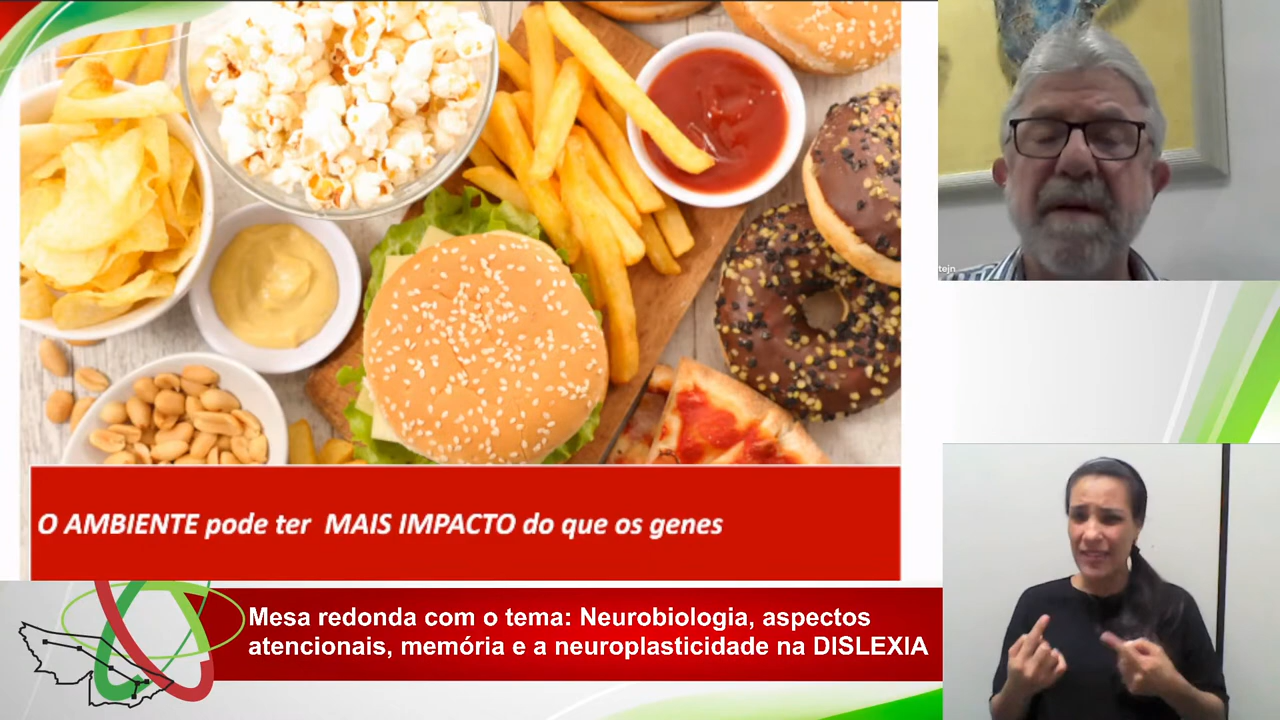 O AMBIENTE pode ter MAIS IMPACTO do que os genes
tejn
Mesa redonda com o tema: Neurobiologia, aspectos
atencionais, memória e a neuroplasticidade na DISLEXIA